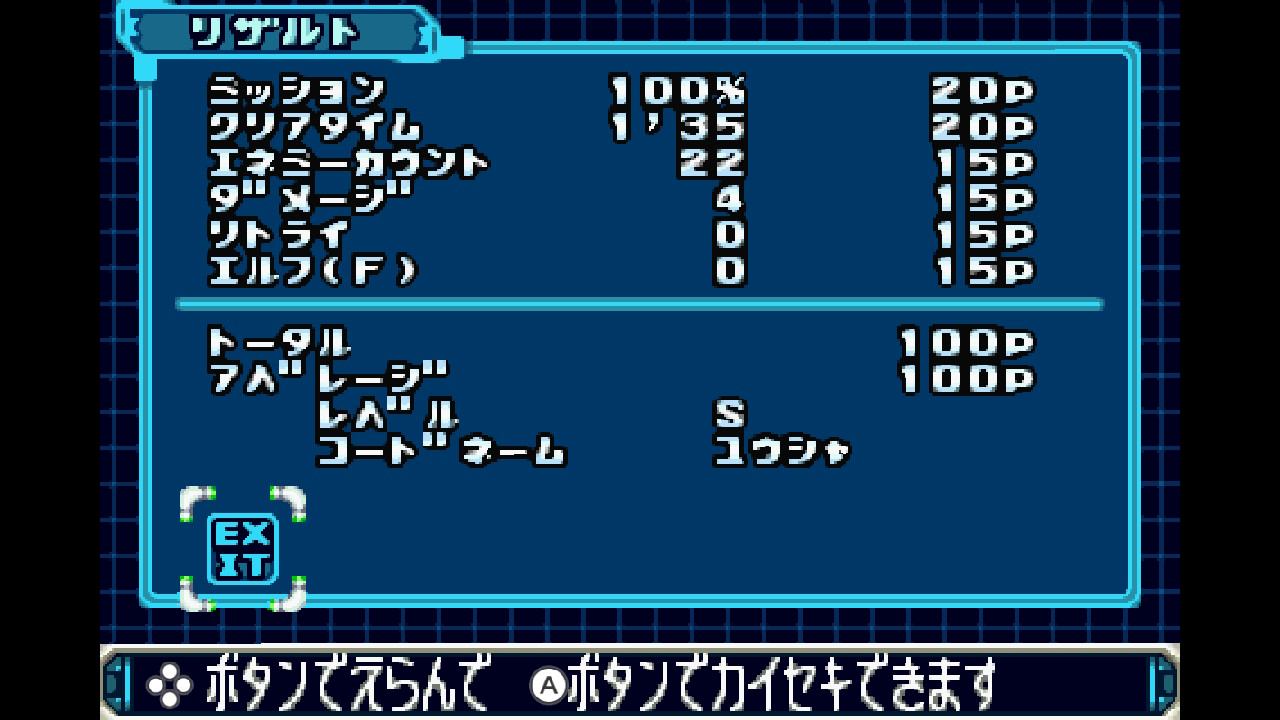 リザルト
ミッション 100% 20P
クリアタイム 1'35 20P
エネミーカウント 22 15P
ダメージ 4 15P
リトライ 0 15P
エルフ(F) 0 15P
トータル 100P
アベレージ 100P
レベル S
コードネーム ユウシャ
EX
IT
ボタンでえらんで Aボタンでカイセキできます